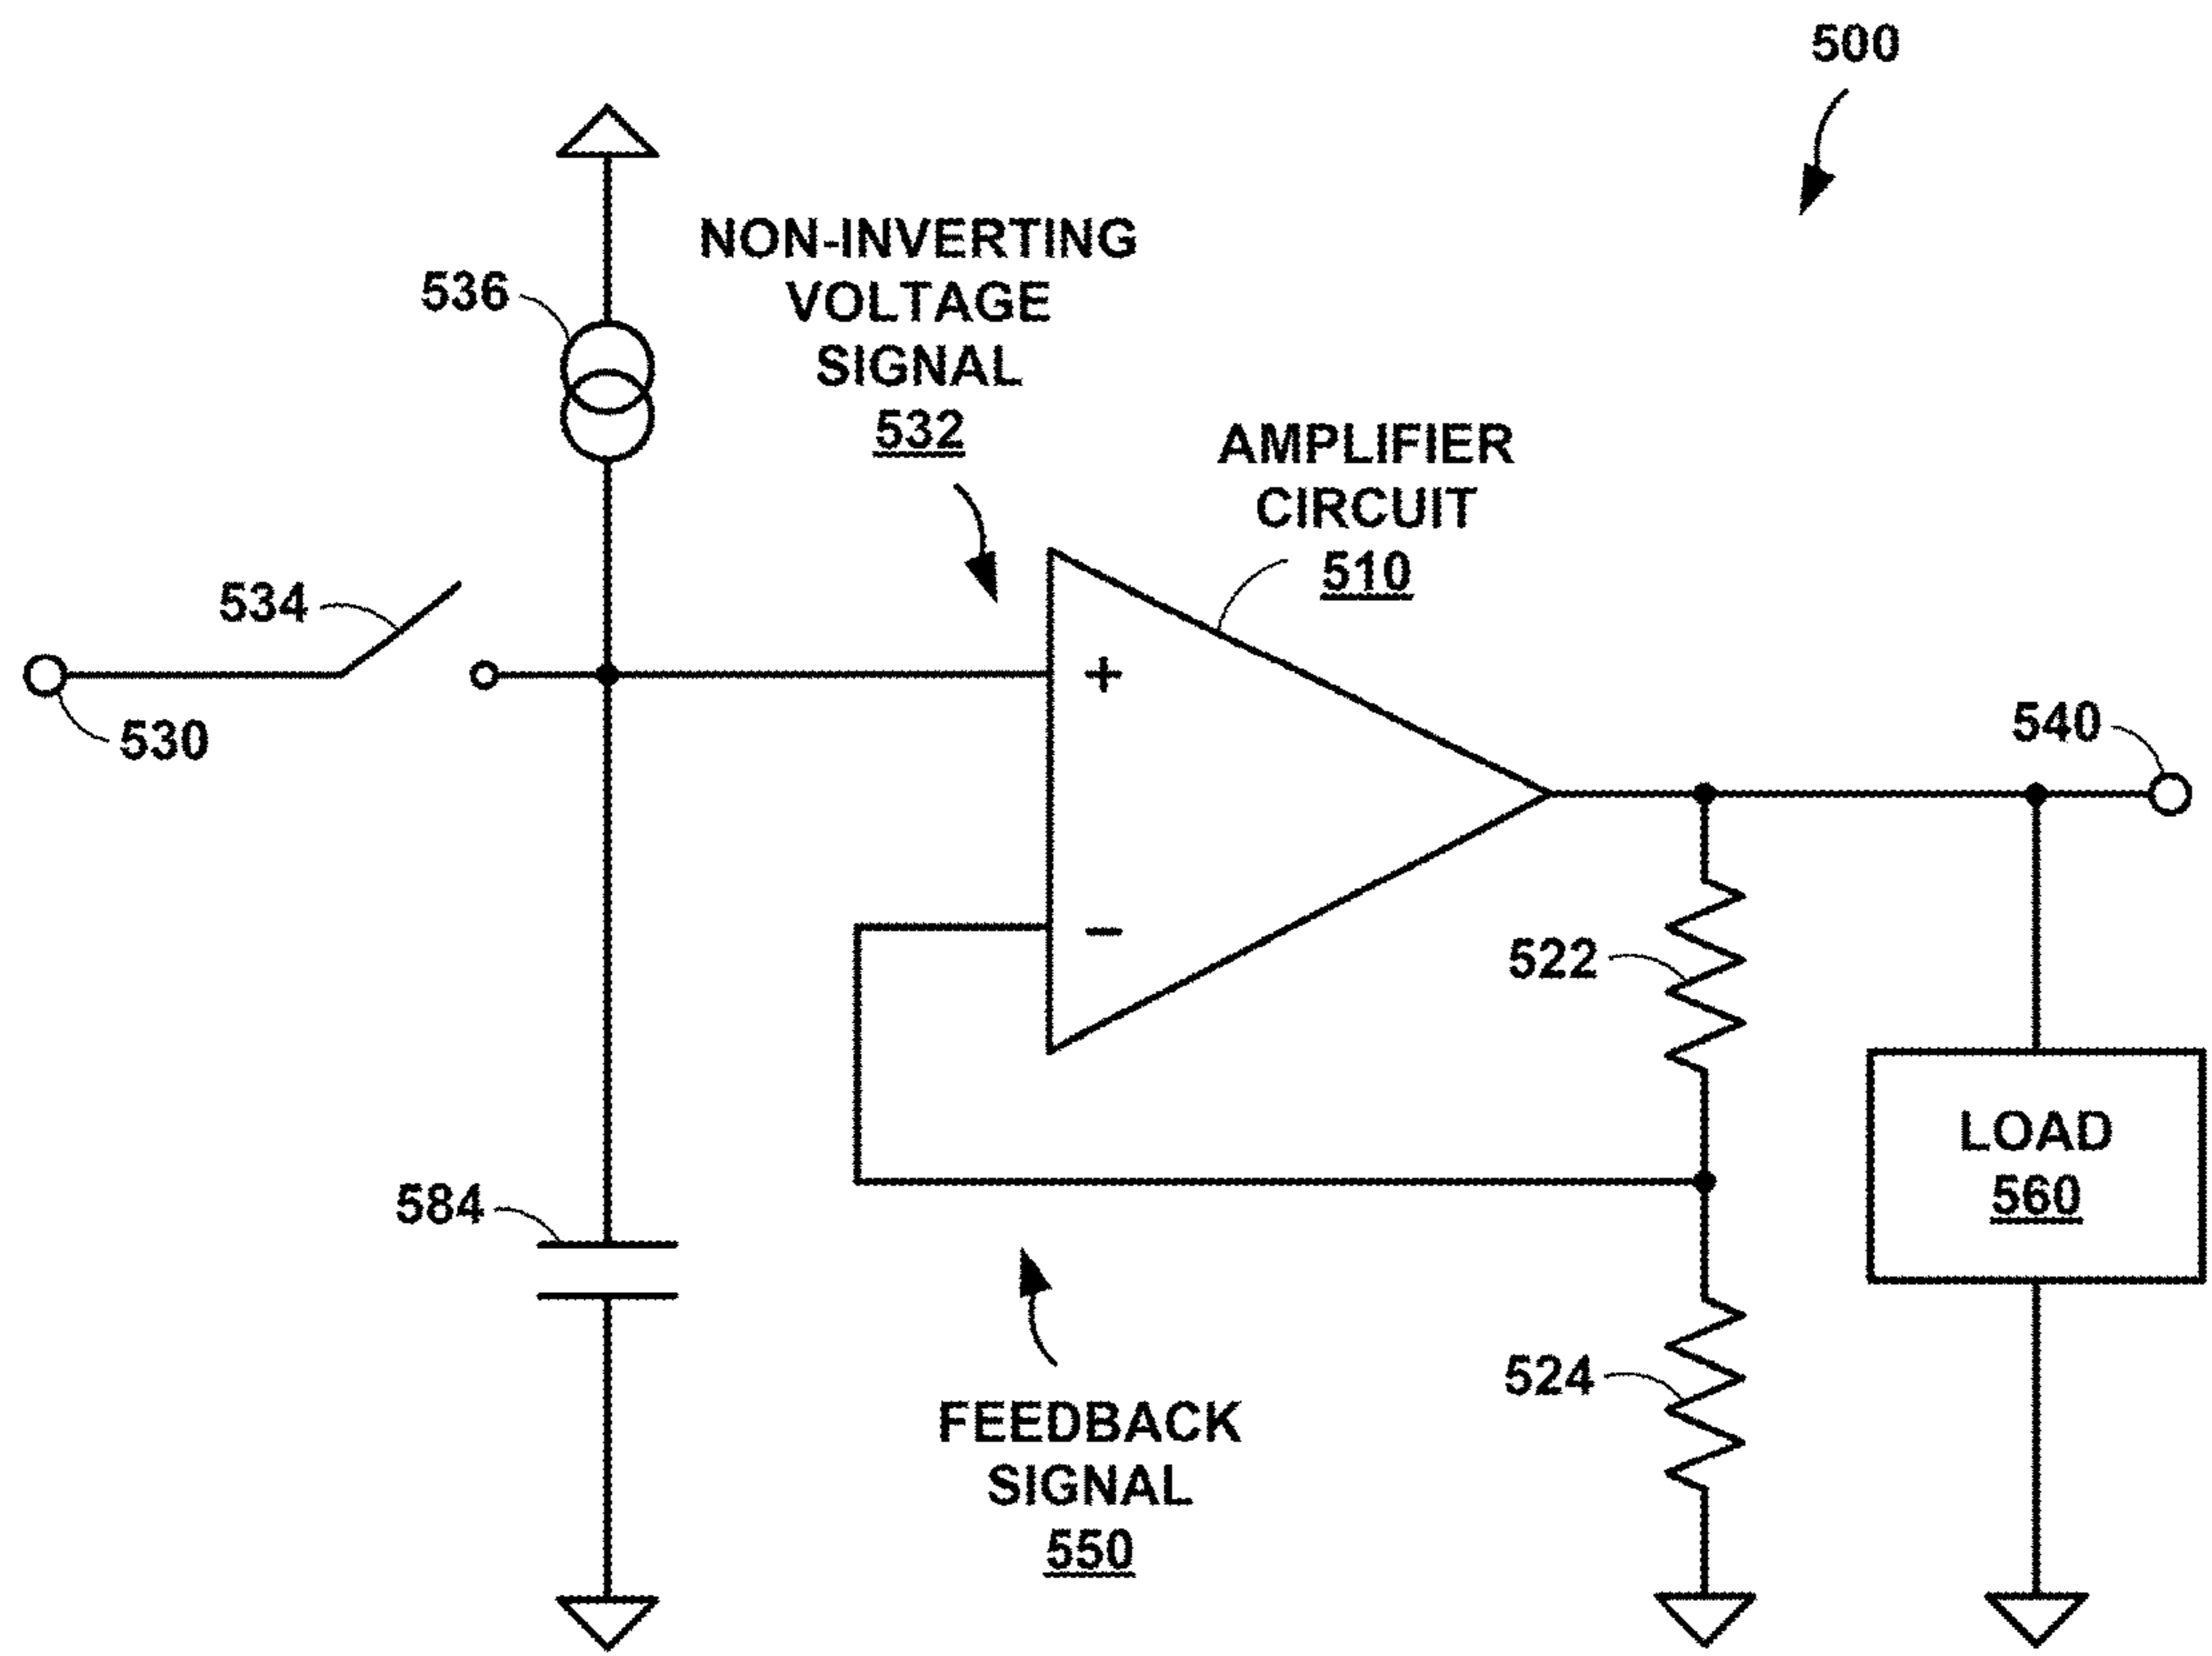 500
NON-INVERTING
VOLTAGE
SIGNAL
532
536
AMPLIFIER
CIRCUIT
510
534
+
530
540
−
522
LOAD
560
584
524
FEEDBACK
SIGNAL
550